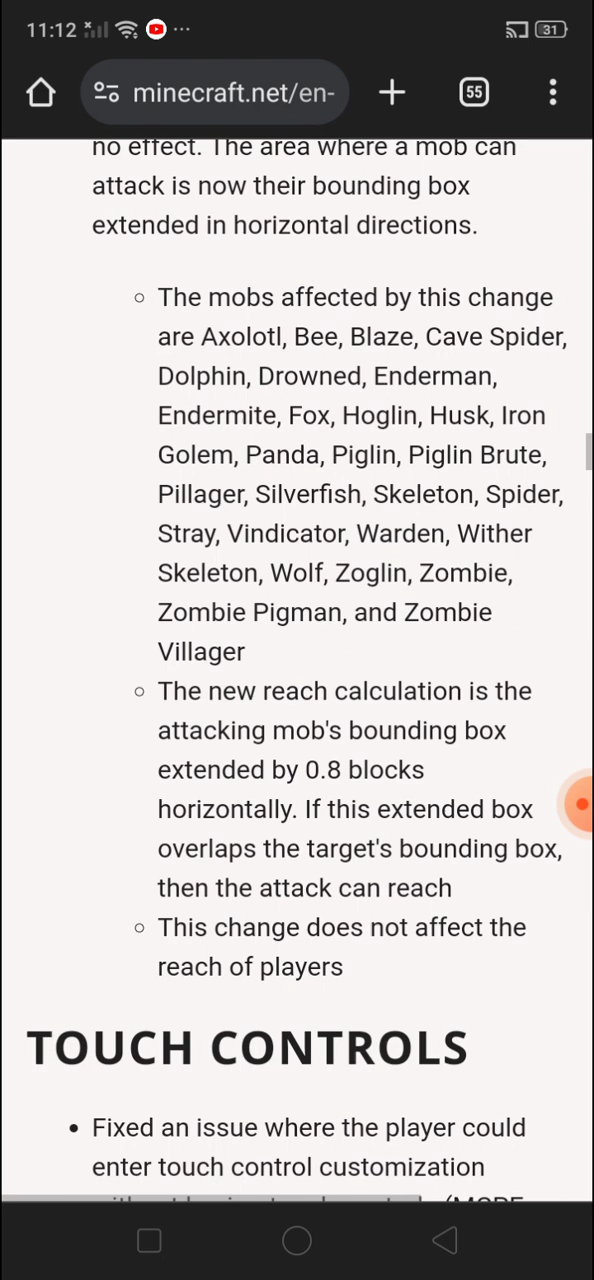 11:12
31
minecraft.net/en-
55
no effect. The area where a mob can
attack is now their bounding box
extended in horizontal directions.
The mobs affected by this change
are Axolotl, Bee, Blaze, Cave Spider,
Dolphin, Drowned, Enderman,
Endermite, Fox, Hoglin, Husk, Iron
Golem, Panda, Piglin, Piglin Brute,
Pillager, Silverfish, Skeleton, Spider,
Stray, Vindicator, Warden, Wither
Skeleton, Wolf, Zoglin, Zombie,
Zombie Pigman, and Zombie
Villager
The new reach calculation is the
attacking mob's bounding box
extended by 0.8 blocks
horizontally. If this extended box
overlaps the target's bounding box,
then the attack can reach
This change does not affect the
reach of players
TOUCH CONTROLS
Fixed an issue where the player could
enter touch control customization